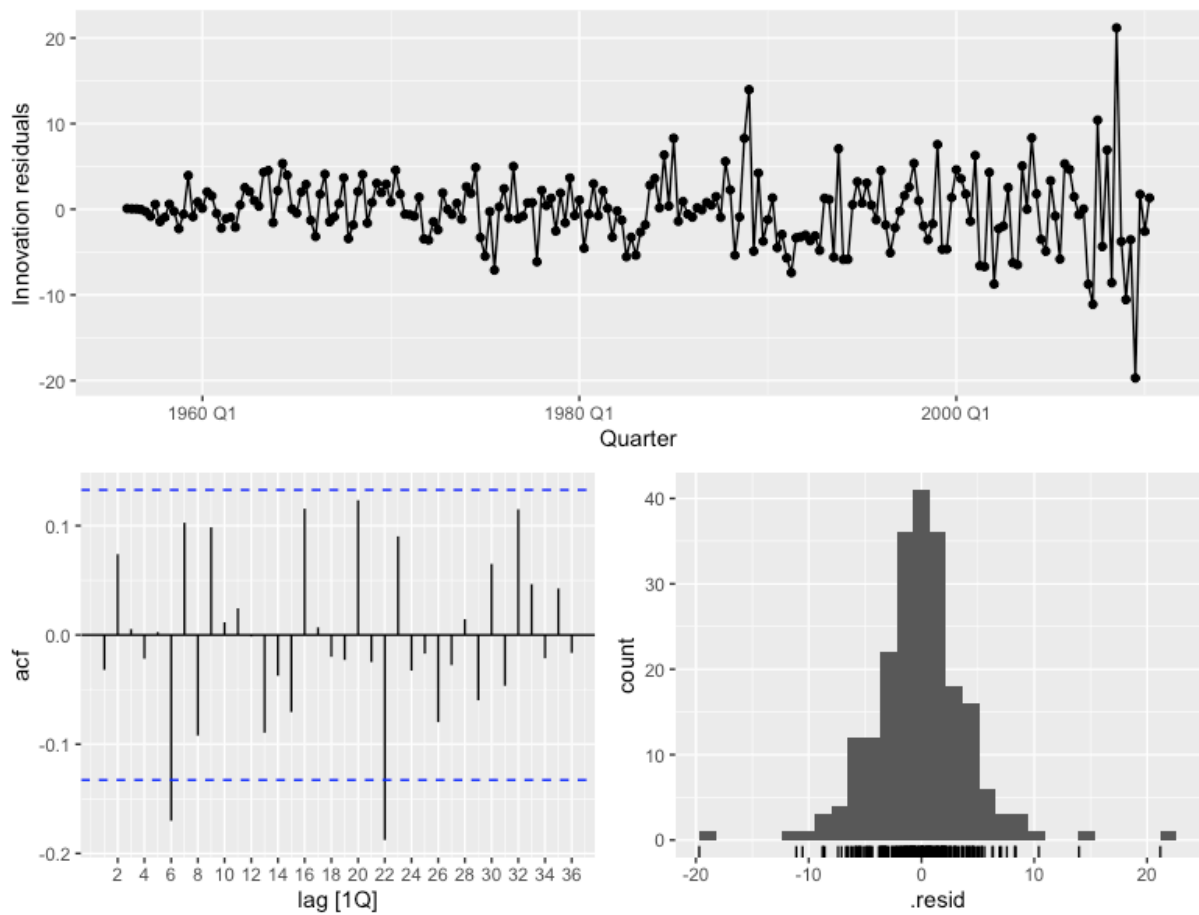 Innovation residuals
20
10
0
-10
-20
1960 Q1 1980 Q1 2000 Q1
Quarter
acf
0.1
0.0
-0.1
-0.2
2 4 6 8 10 12 14 16 18 20 22 24 26 28 30 32 34 36
lag [1Q]
count
40
30
20
10
0
-20 -10 0 10 20
.resid